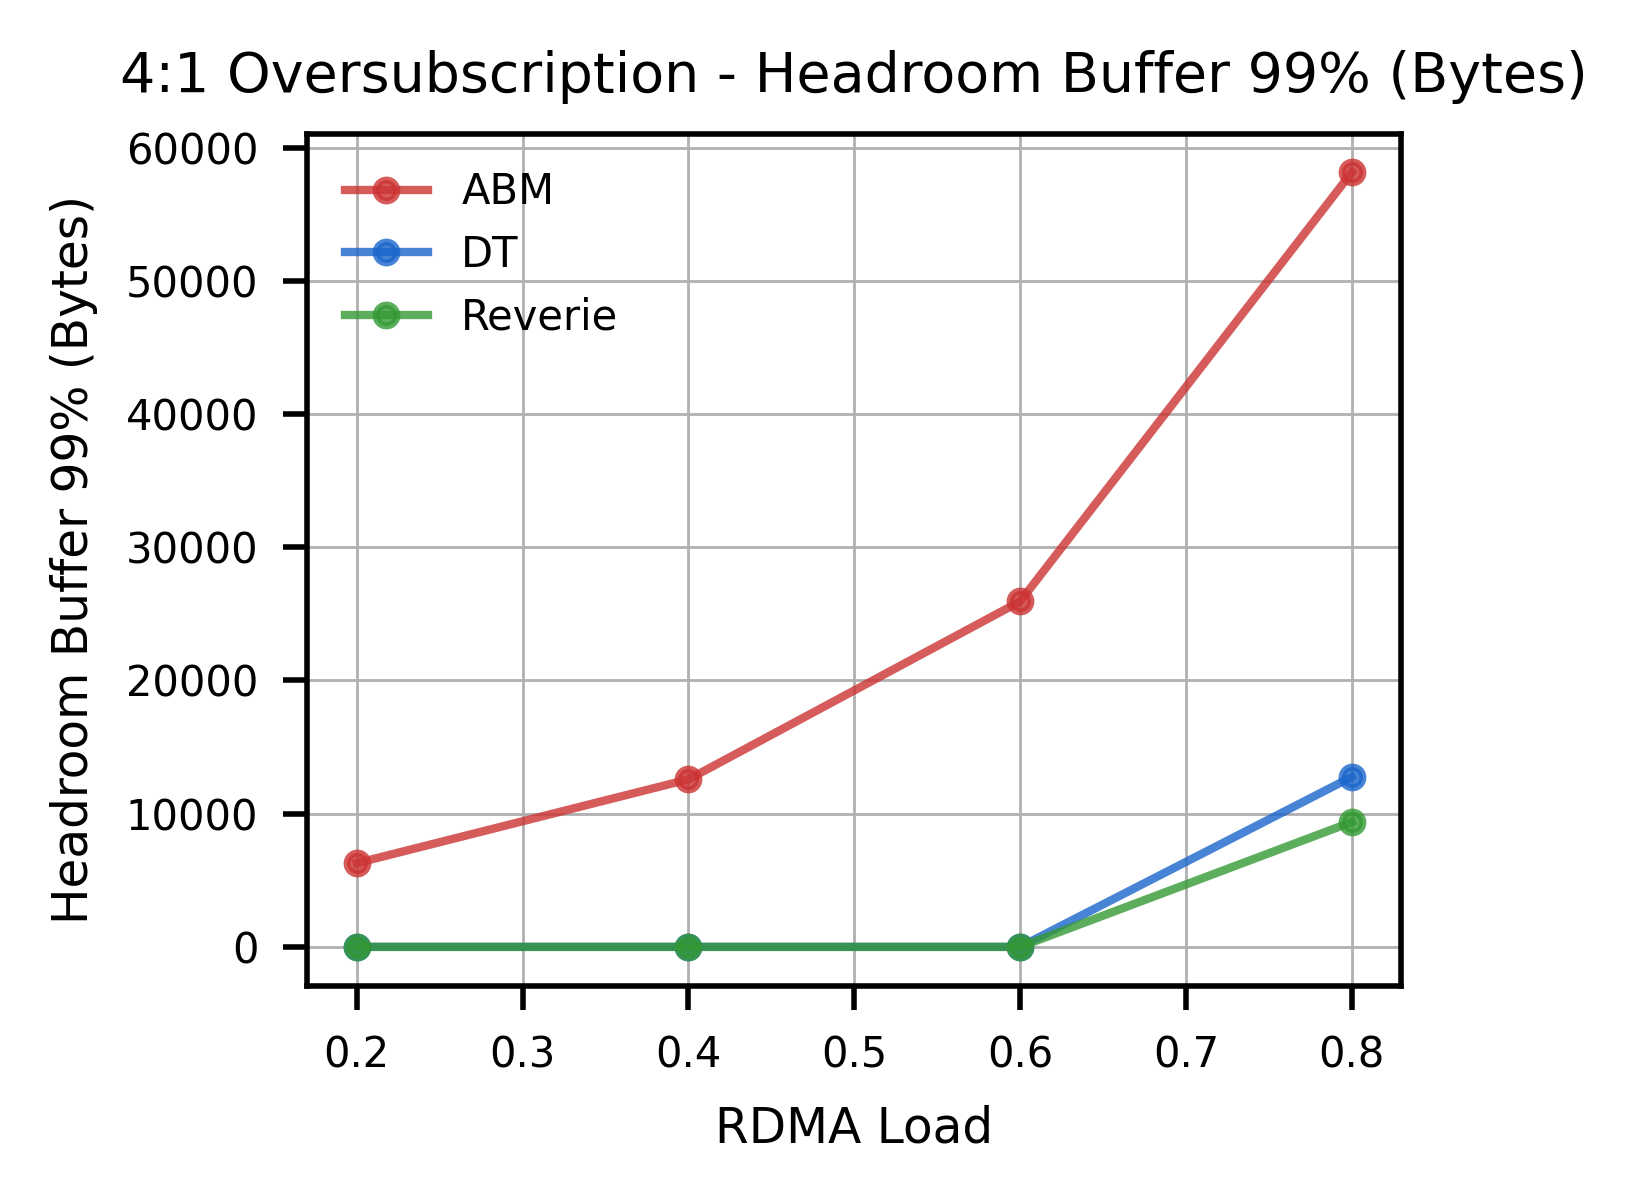 4:1 Oversubscription - Headroom Buffer 99% (Bytes)
Headroom Buffer 99% (Bytes)
60000
50000
40000
30000
20000
10000
0
ABM
DT
Reverie
0.2 0.3 0.4 0.5 0.6 0.7 0.8
RDMA Load